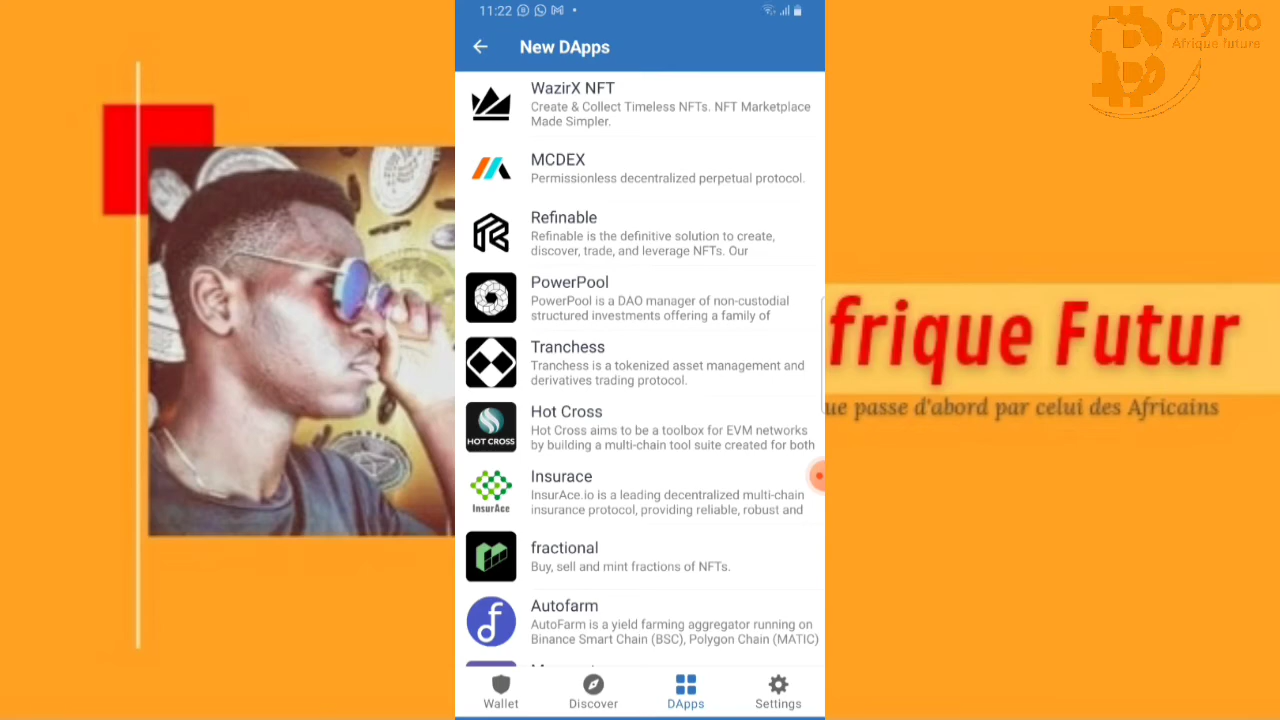 11:22
New DApps
Crypto
Afrique future
WazirX NFT
Create & Collect Timeless NFTs. NFT Marketplace
Made Simpler.
MCDEX
Permissionless decentralized perpetual protocol.
Refinable
Refinable is the definitive solution to create,
discover, trade, and leverage NFTs. Our
PowerPool
PowerPool is a DAO manager of non-custodial
structured investments offering a family of
Tranchess
Tranchess is a tokenized asset management and
derivatives trading protocol.
Hot Cross
Hot Cross aims to be a toolbox for EVM networks
by building a multi-chain tool suite created for both
HOT CROSS
Insurace
InsurAce.io is a leading decentralized multi-chain
insurance protocol, providing reliable, robust and
InsurAce
fractional
Buy, sell and mint fractions of NFTs.
Autofarm
AutoFarm is a yield farming aggregator running on
Binance Smart Chain (BSC), Polygon Chain (MATIC)
Wallet
Discover
DApps
Settings
frique Futur
ue passe d'abord par celui des Africains